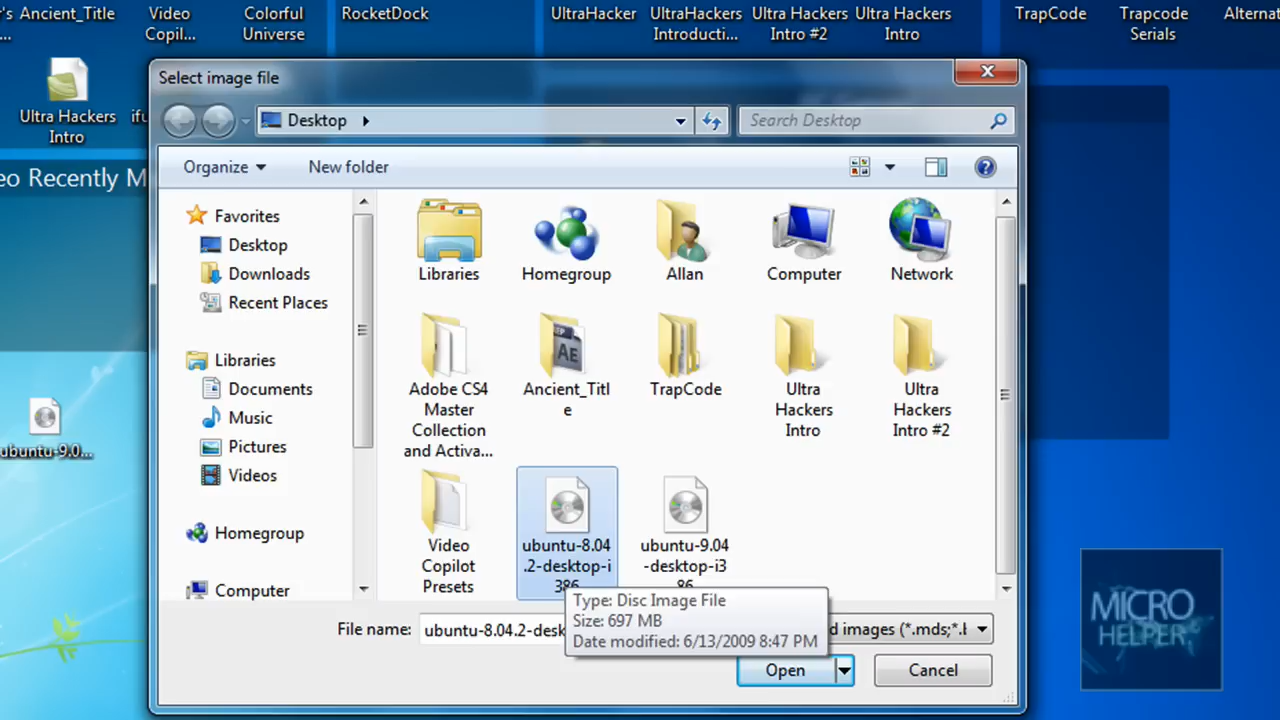 's Ancient_Title
...
Video
Copil...
Colorful
Universe
RocketDock
UltraHacker
UltraHackers
Introducti...
Ultra Hackers
Intro #2
Ultra Hackers
Intro
TrapCode
Trapcode
Serials
Alterna
Ultra Hackers
Intro
ifu
eo Recently M
ubuntu-9.0...
Select image file
Desktop
Search Desktop
Organize
New folder
Favorites
Desktop
Downloads
Recent Places
Libraries
Documents
Music
Pictures
Videos
Homegroup
Computer
Libraries
Homegroup
Allan
Computer
Network
Adobe CS4
Master
Collection
and Activa...
Ancient_Titl
e
TrapCode
Ultra
Hackers
Intro
Ultra
Hackers
Intro #2
Video
Copilot
Presets
ubuntu-8.04
.2-desktop-i
386
ubuntu-9.04
-desktop-i3
86
Type: Disc Image File
Size: 697 MB
Date modified: 6/13/2009 8:47 PM
File name:
ubuntu-8.04.2-desk
d images (*.mds;*.
Open
Cancel
MICRO
HELPER